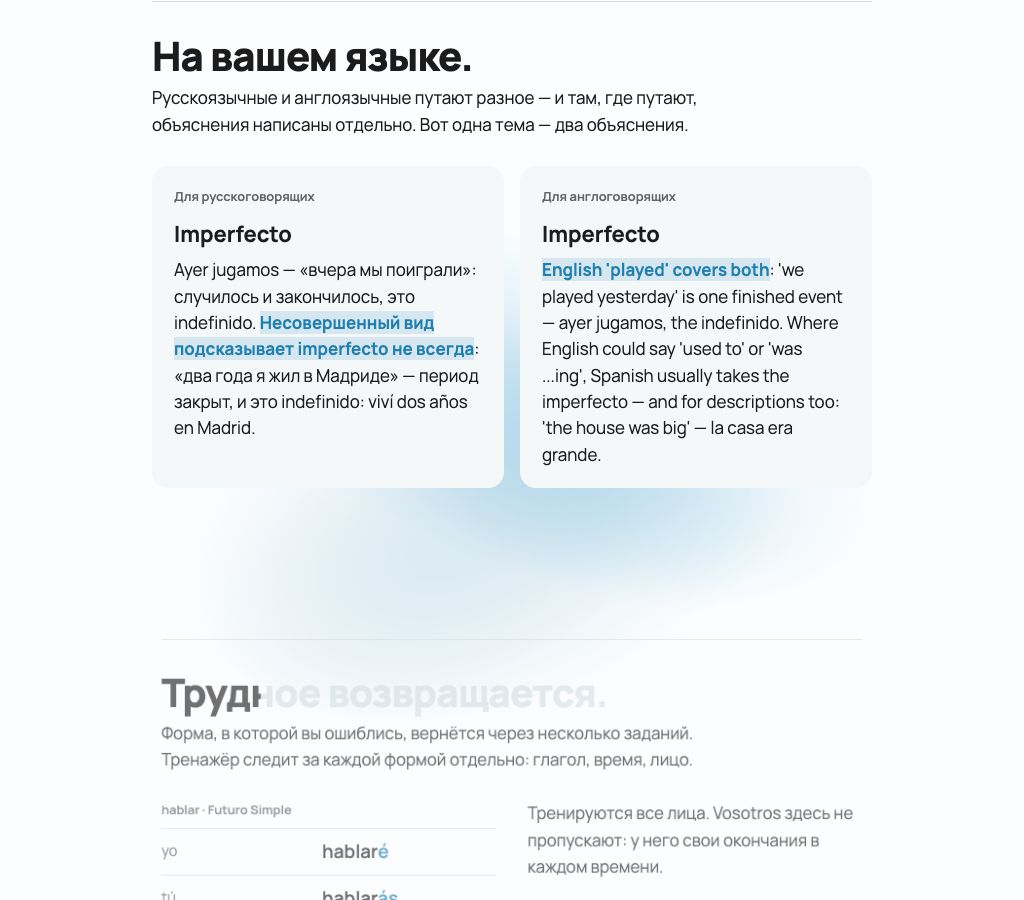 На вашем языке.
Русскоязычные и англоязычные путают разное — и там, где путают,
объяснения написаны отдельно. Вот одна тема — два объяснения.
Для русскоговорящих
Imperfecto
Ayer jugamos — «вчера мы поиграли»:
случилось и закончилось, это
indefinido. Несовершенный вид
подсказывает imperfecto не всегда:
«два года я жил в Мадриде» — период
закрыт, и это indefinido: viví dos años
en Madrid.
Для англоговорящих
Imperfecto
English 'played' covers both: 'we
played yesterday' is one finished event
— ayer jugamos, the indefinido. Where
English could say 'used to' or 'was
...ing', Spanish usually takes the
imperfecto — and for descriptions too:
'the house was big' — la casa era
grande.
Трудное возвращается.
Форма, в которой вы ошиблись, вернётся через несколько заданий.
Тренажёр следит за каждой формой отдельно: глагол, время, лицо.
hablar · Futuro Simple
yo hablaré
tú hablarás
Тренируются все лица. Vosotros здесь не
пропускают: у него свои окончания в
каждом времени.